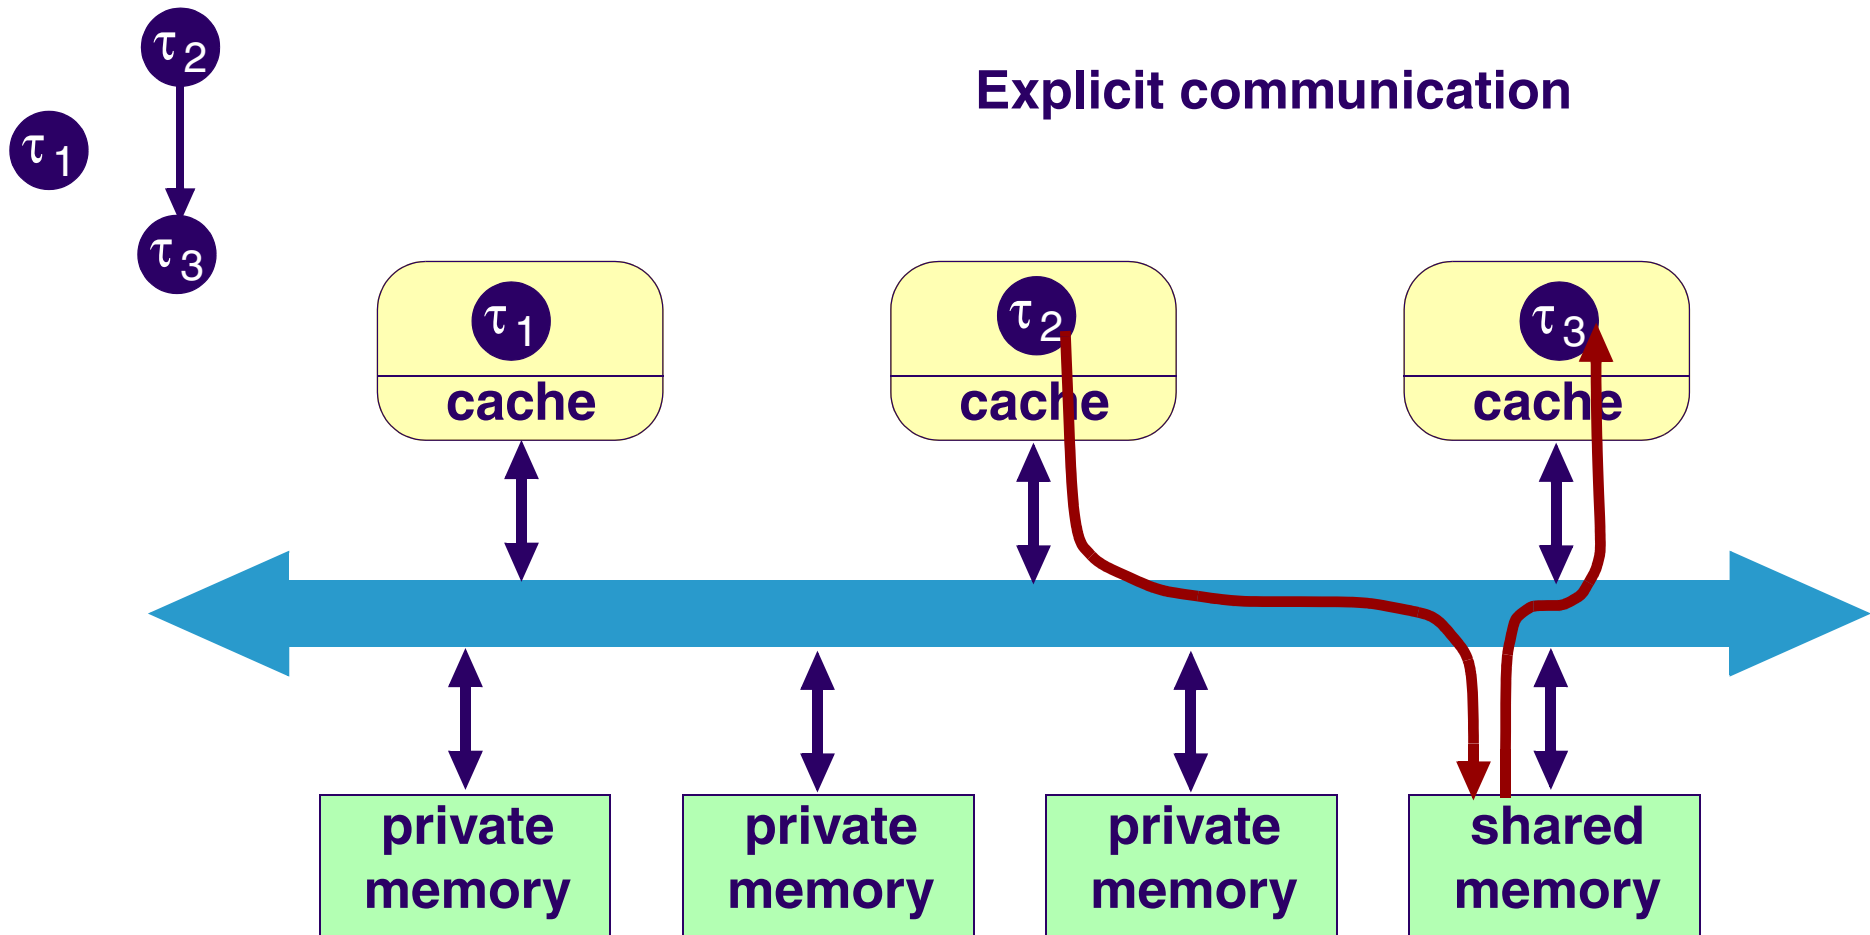 τ2
Explicit communication
τ1
τ3
τ1
τ2
τ3
cache
cache
cache
private
memory
private
memory
private
memory
shared
memory